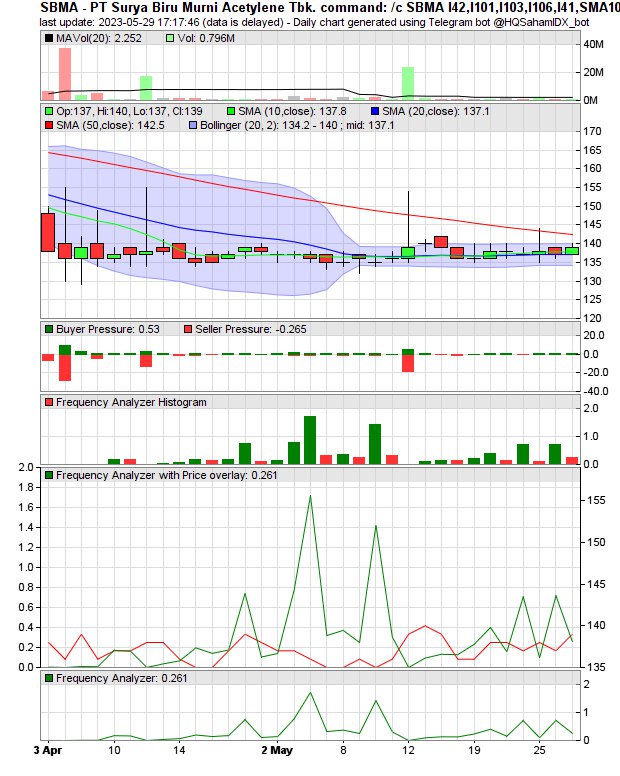 SBMA - PT Surya Biru Murni Acetylene Tbk. command: /c SBMA I42,I101,I103,I106,I41,SMA10
last update: 2023-05-29 17:17:46 (data is delayed) - Daily chart generated using Telegram bot @HQSahamIDX_bot
MAVol(20): 2.252 Vol: 0.796M
40M
20M
0M
Op:137, Hi:140, Lo:137, Cl:139 SMA (10,close): 137.8 SMA (20,close): 137.1
SMA (50,close): 142.5 Bollinger (20, 2): 134.2 - 140 ; mid: 137.1
170
165
160
155
150
145
140
135
130
125
120
Buyer Pressure: 0.53 Seller Pressure: -0.265
20.0
0.0
-20.0
-40.0
Frequency Analyzer Histogram
2.0
1.0
0.0
Frequency Analyzer with Price overlay: 0.261
2.0
1.8
1.6
1.4
1.2
1.0
0.8
0.6
0.4
0.2
0.0
155
150
145
140
135
Frequency Analyzer: 0.261
2
1
0
3 Apr 10 14 2 May 8 12 19 25